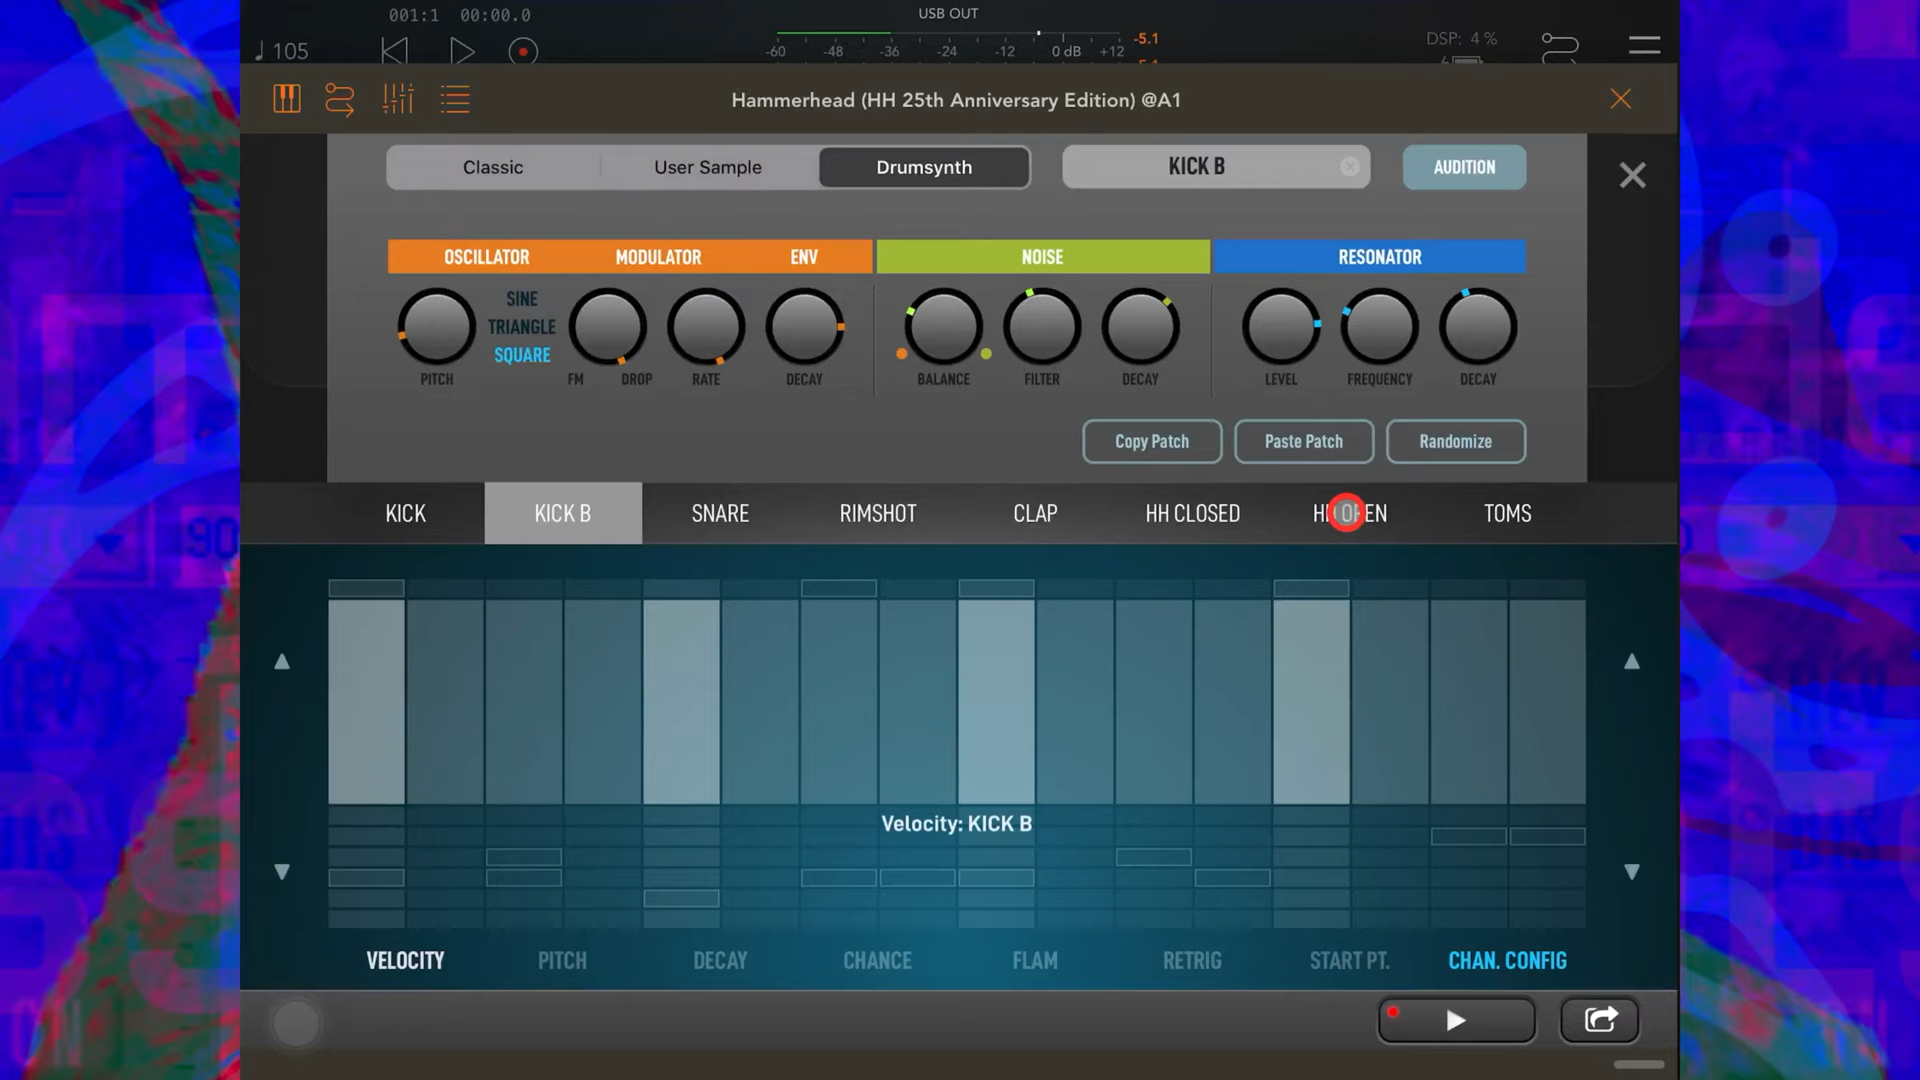 001:1 00:00.0
USB OUT
♩ 105
-60 -48 -36 -24 -12 0 dB +12
-5.1
DSP: 4 %
Hammerhead (HH 25th Anniversary Edition) @A1
Classic User Sample Drumsynth KICK B AUDITION
OSCILLATOR MODULATOR ENV NOISE RESONATOR
SINE
TRIANGLE
SQUARE
PITCH FM DROP RATE DECAY BALANCE FILTER DECAY LEVEL FREQUENCY DECAY
Copy Patch Paste Patch Randomize
KICK KICK B SNARE RIMSHOT CLAP HH CLOSED HH OPEN TOMS
Velocity: KICK B
VELOCITY PITCH DECAY CHANCE FLAM RETRIG START PT. CHAN. CONFIG